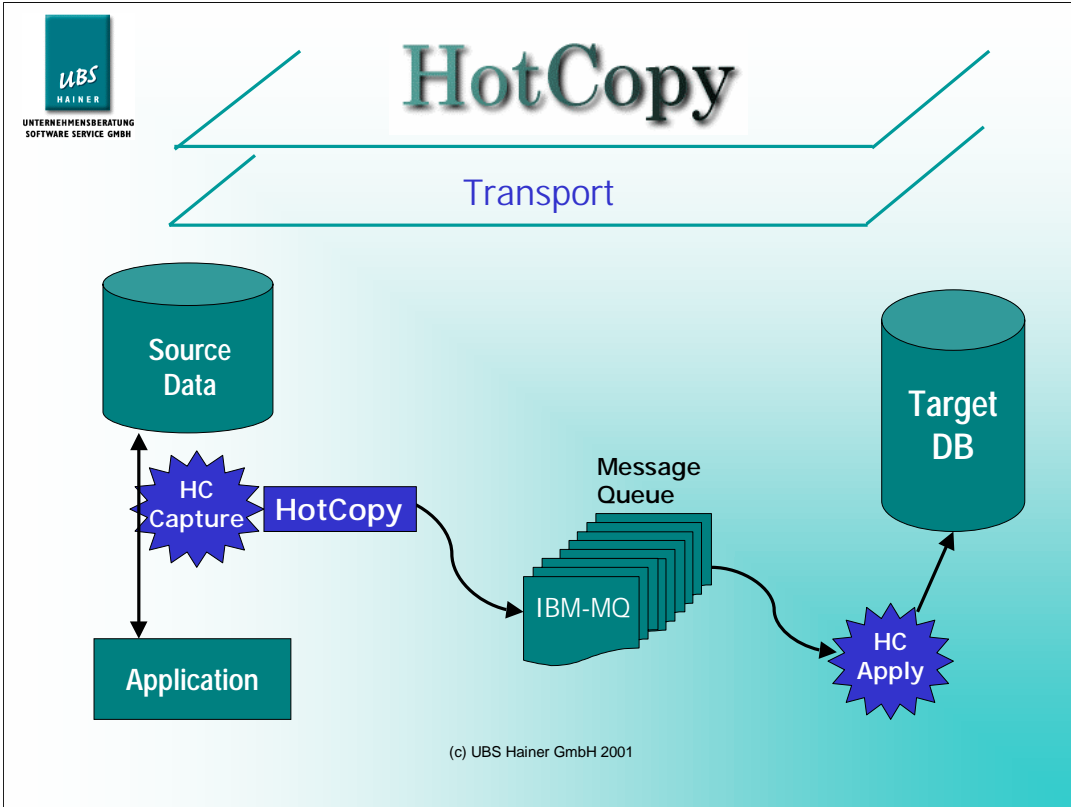 UBS
HAINER
UNTERNEHMENSBERATUNG
SOFTWARE SERVICE GMBH
HotCopy
Transport
Source
Data
Target
DB
HC
Capture
HotCopy
Message
Queue
IBM-MQ
HC
Apply
Application
(c) UBS Hainer GmbH 2001